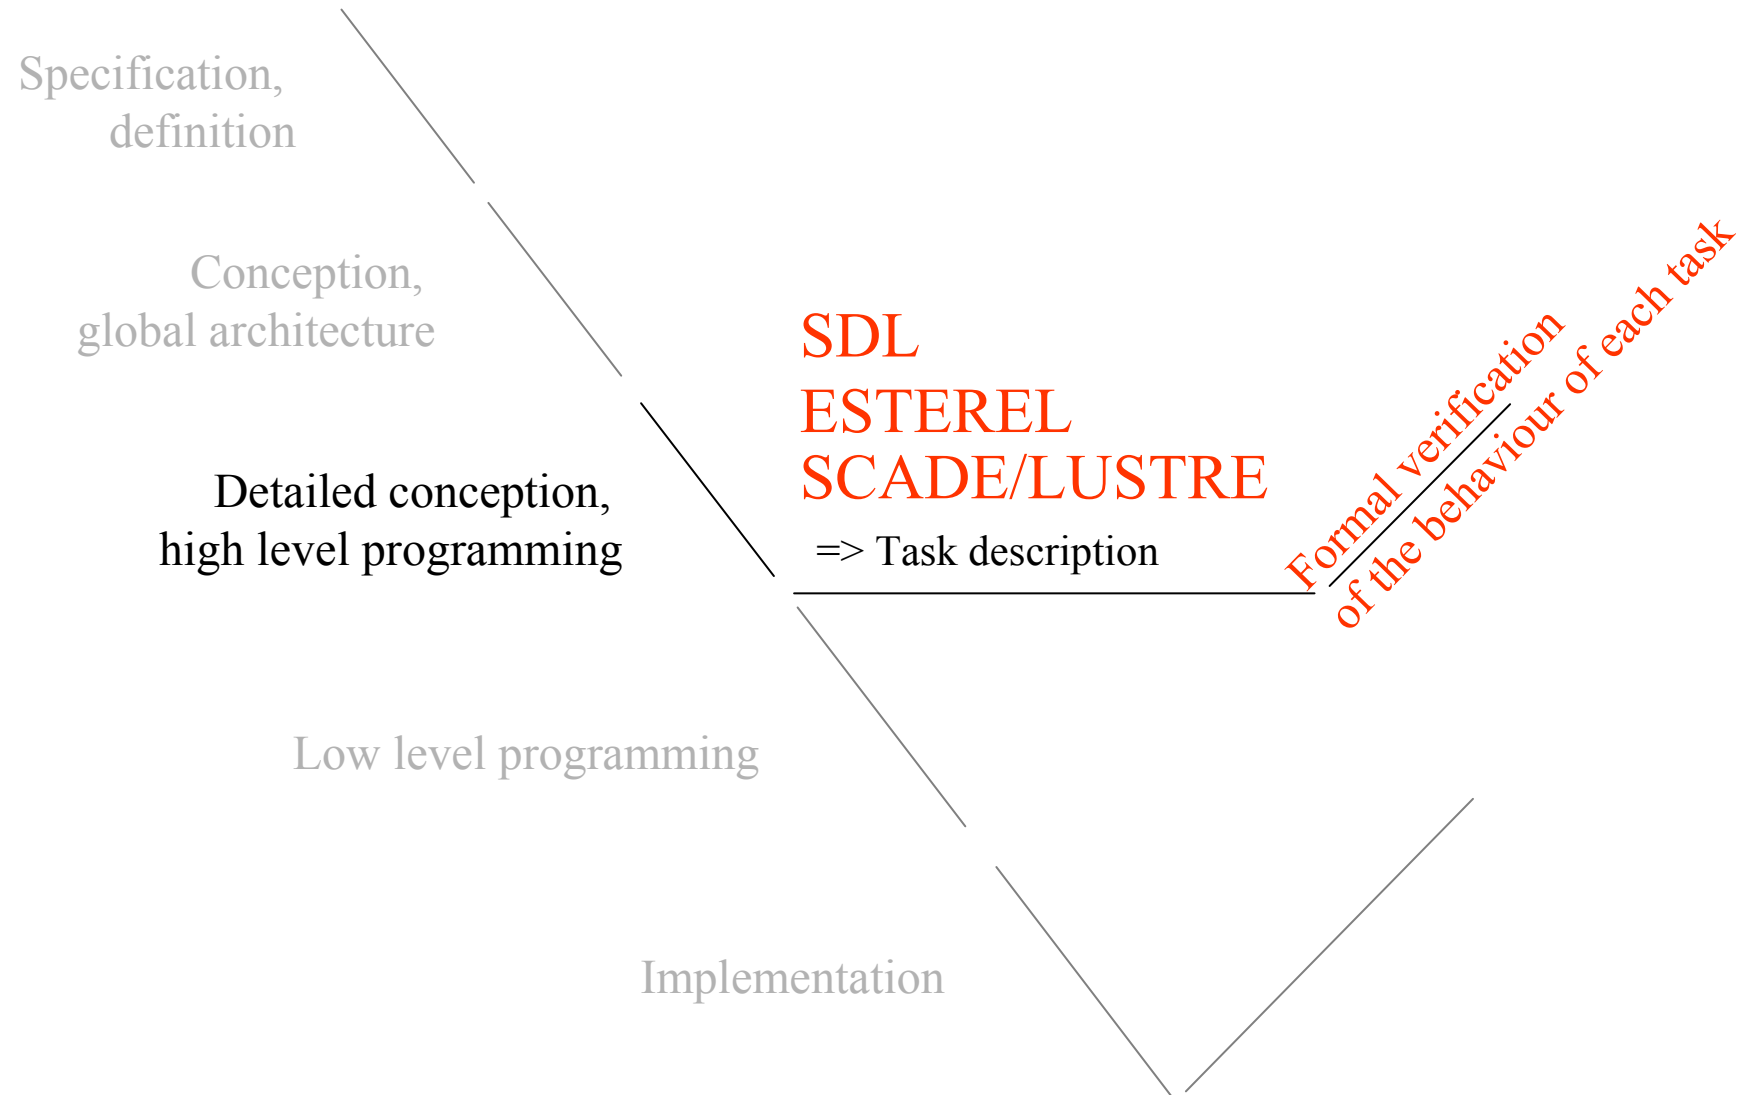 Specification,
definition
Conception,
global architecture
SDL
ESTEREL
SCADE/LUSTRE
=> Task description
Formal verification
of the behaviour of each task
Detailed conception,
high level programming
Low level programming
Implementation